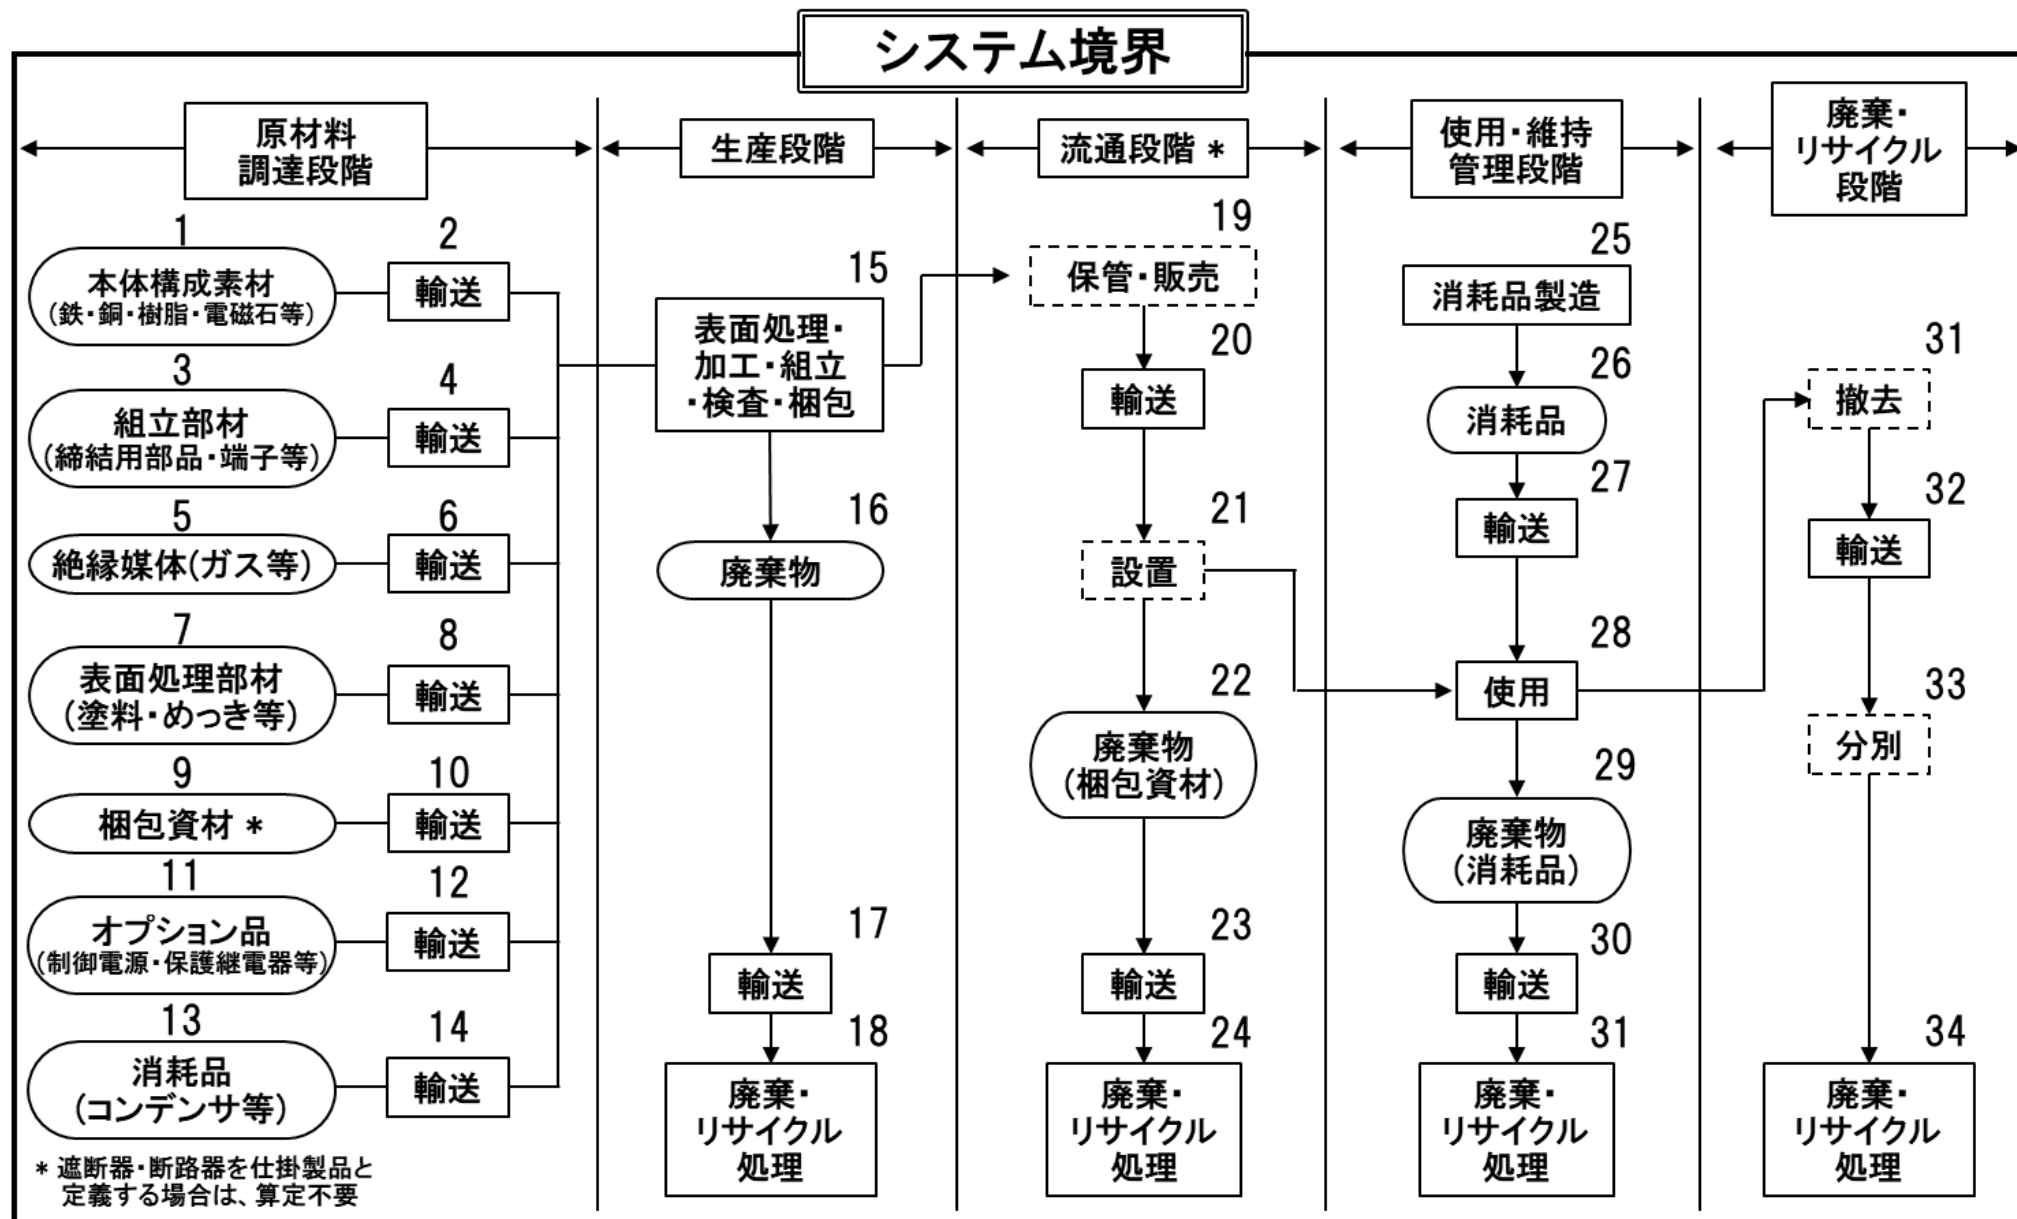 システム境界
原材料
調達段階
生産段階
流通段階 *
使用・維持
管理段階
廃棄・
リサイクル
段階
1
本体構成素材
(鉄・銅・樹脂・電磁石等)
2
輸送
3
組立部材
(締結用部品・端子等)
4
輸送
5
絶縁媒体(ガス等)
6
輸送
7
表面処理部材
(塗料・めっき等)
8
輸送
9
梱包資材 *
10
輸送
11
オプション品
(制御電源・保護継電器等)
12
輸送
13
消耗品
(コンデンサ等)
14
輸送
* 遮断器・断路器を仕掛製品と
定義する場合は、算定不要
15
表面処理・
加工・組立
・検査・梱包
16
廃棄物
17
輸送
18
廃棄・
リサイクル
処理
19
保管・販売
20
輸送
21
設置
22
廃棄物
(梱包資材)
23
輸送
24
廃棄・
リサイクル
処理
25
消耗品製造
26
消耗品
27
輸送
28
使用
29
廃棄物
(消耗品)
30
輸送
31
廃棄・
リサイクル
処理
31
撤去
32
輸送
33
分別
34
廃棄・
リサイクル
処理